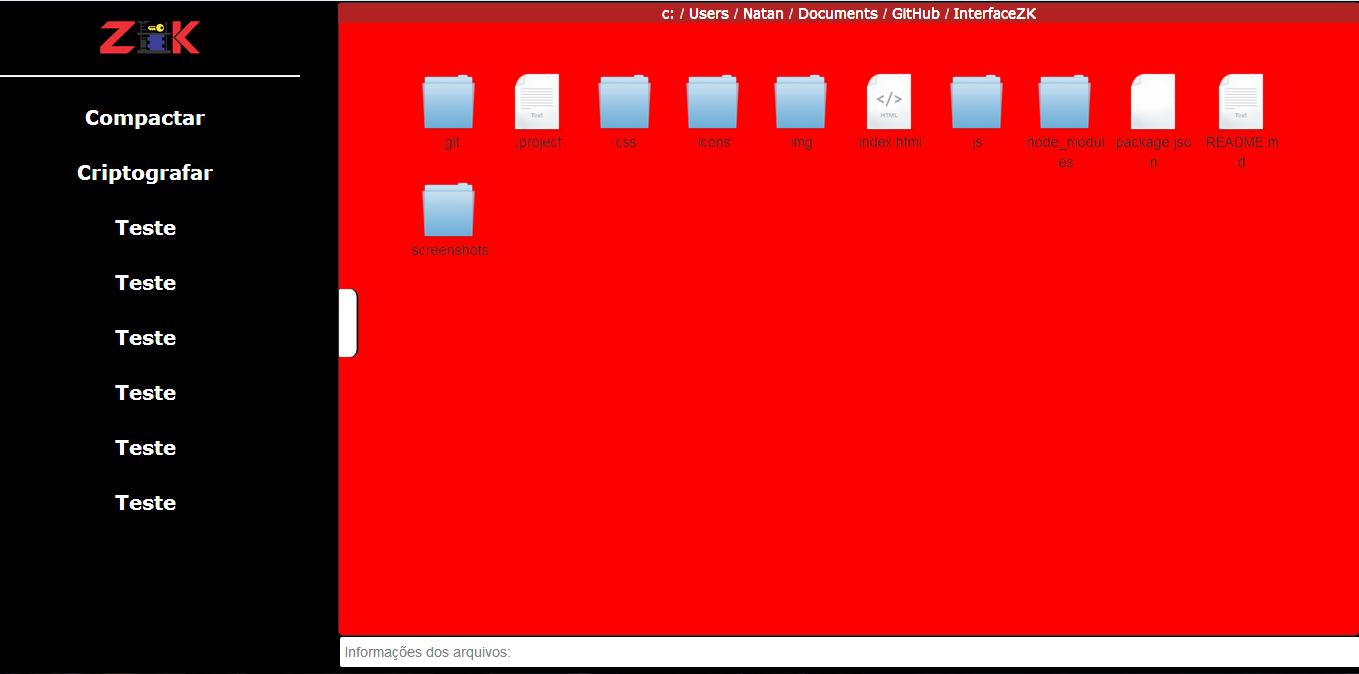 ZK
c: / Users / Natan / Documents / GitHub / InterfaceZK
Compactar
Criptografar
Teste
Teste
Teste
Teste
Teste
Teste
Text
</>
HTML
Text
.git
.project
css
icons
img
index.html
js
node_modul
es
package.jso
n
README.m
d
screenshots
Informações dos arquivos: